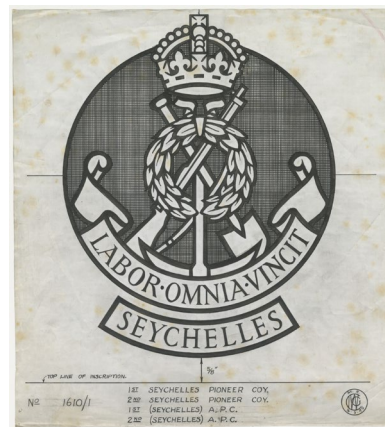 LABOR·OMNIA·VINCIT
SEYCHELLES
5/8"
TOP LINE OF INSCRIPTION.
1ST SEYCHELLES PIONEER COY,
2ND SEYCHELLES PIONEER COY.
1ST (SEYCHELLES) A.P.C.
2ND (SEYCHELLES) A.P.C.
Nº 1610/1